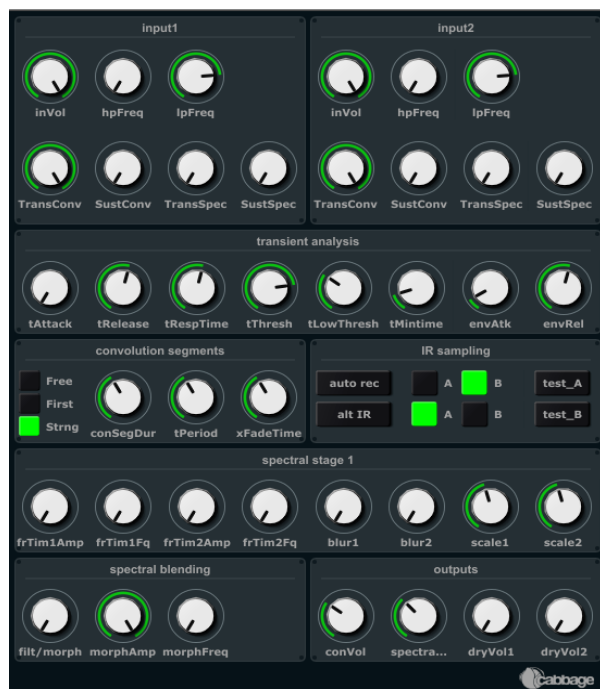 input1
input2
inVol hpFreq lpFreq
inVol hpFreq lpFreq
TransConv SustConv TransSpec SustSpec
TransConv SustConv TransSpec SustSpec
transient analysis
tAttack tRelease tRespTime tThresh tLowThresh tMintime envAtk envRel
convolution segments
Free
First
Strng
conSegDur tPeriod xFadeTime
IR sampling
auto rec A B test_A
alt IR A B test_B
spectral stage 1
frTim1Amp frTim1Fq frTim2Amp frTim2Fq blur1 blur2 scale1 scale2
spectral blending
filt/morph morphAmp morphFreq
outputs
conVol spectra... dryVol1 dryVol2
cabbage